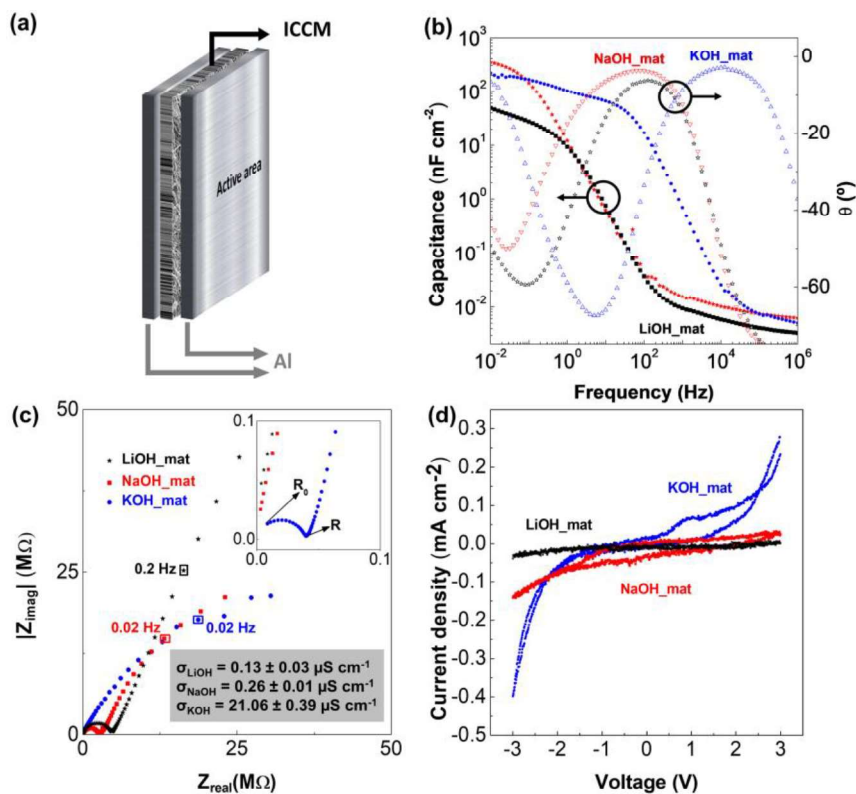 (a)
ICCM
Active area
Al
(b)
Capacitance (nF cm⁻²)
10³
10²
10¹
10⁰
10⁻¹
10⁻²
10⁻²
10⁰
10²
10⁴
10⁶
Frequency (Hz)
0
-20
-40
-60
θ (º)
NaOH_mat
KOH_mat
LiOH_mat
(c)
|Z_imag| (MΩ)
50
25
0
0
25
50
Z_real(MΩ)
LiOH_mat
NaOH_mat
KOH_mat
0.2 Hz
0.02 Hz
0.02 Hz
0.1
0.0
0.0
0.1
R₀
R
σ_LiOH = 0.13 ± 0.03 µS cm⁻¹
σ_NaOH = 0.26 ± 0.01 µS cm⁻¹
σ_KOH = 21.06 ± 0.39 µS cm⁻¹
(d)
Current density (mA cm⁻²)
0.3
0.2
0.1
0.0
-0.1
-0.2
-0.3
-0.4
-0.5
-3
-2
-1
0
1
2
3
Voltage (V)
KOH_mat
LiOH_mat
NaOH_mat